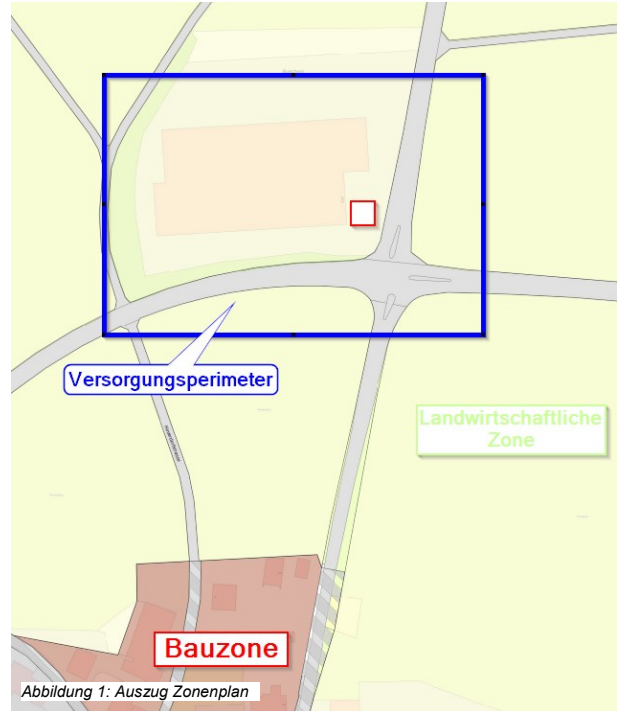 Versorgungsperimeter
Landwirtschaftliche
Zone
Bauzone
Abbildung 1: Auszug Zonenplan